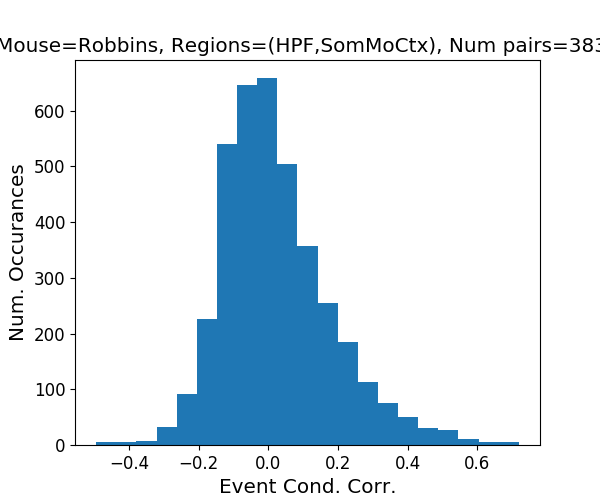 Mouse=Robbins, Regions=(HPF,SomMoCtx), Num pairs=383
Num. Occurances
600
500
400
300
200
100
0
−0.4 −0.2 0.0 0.2 0.4 0.6
Event Cond. Corr.